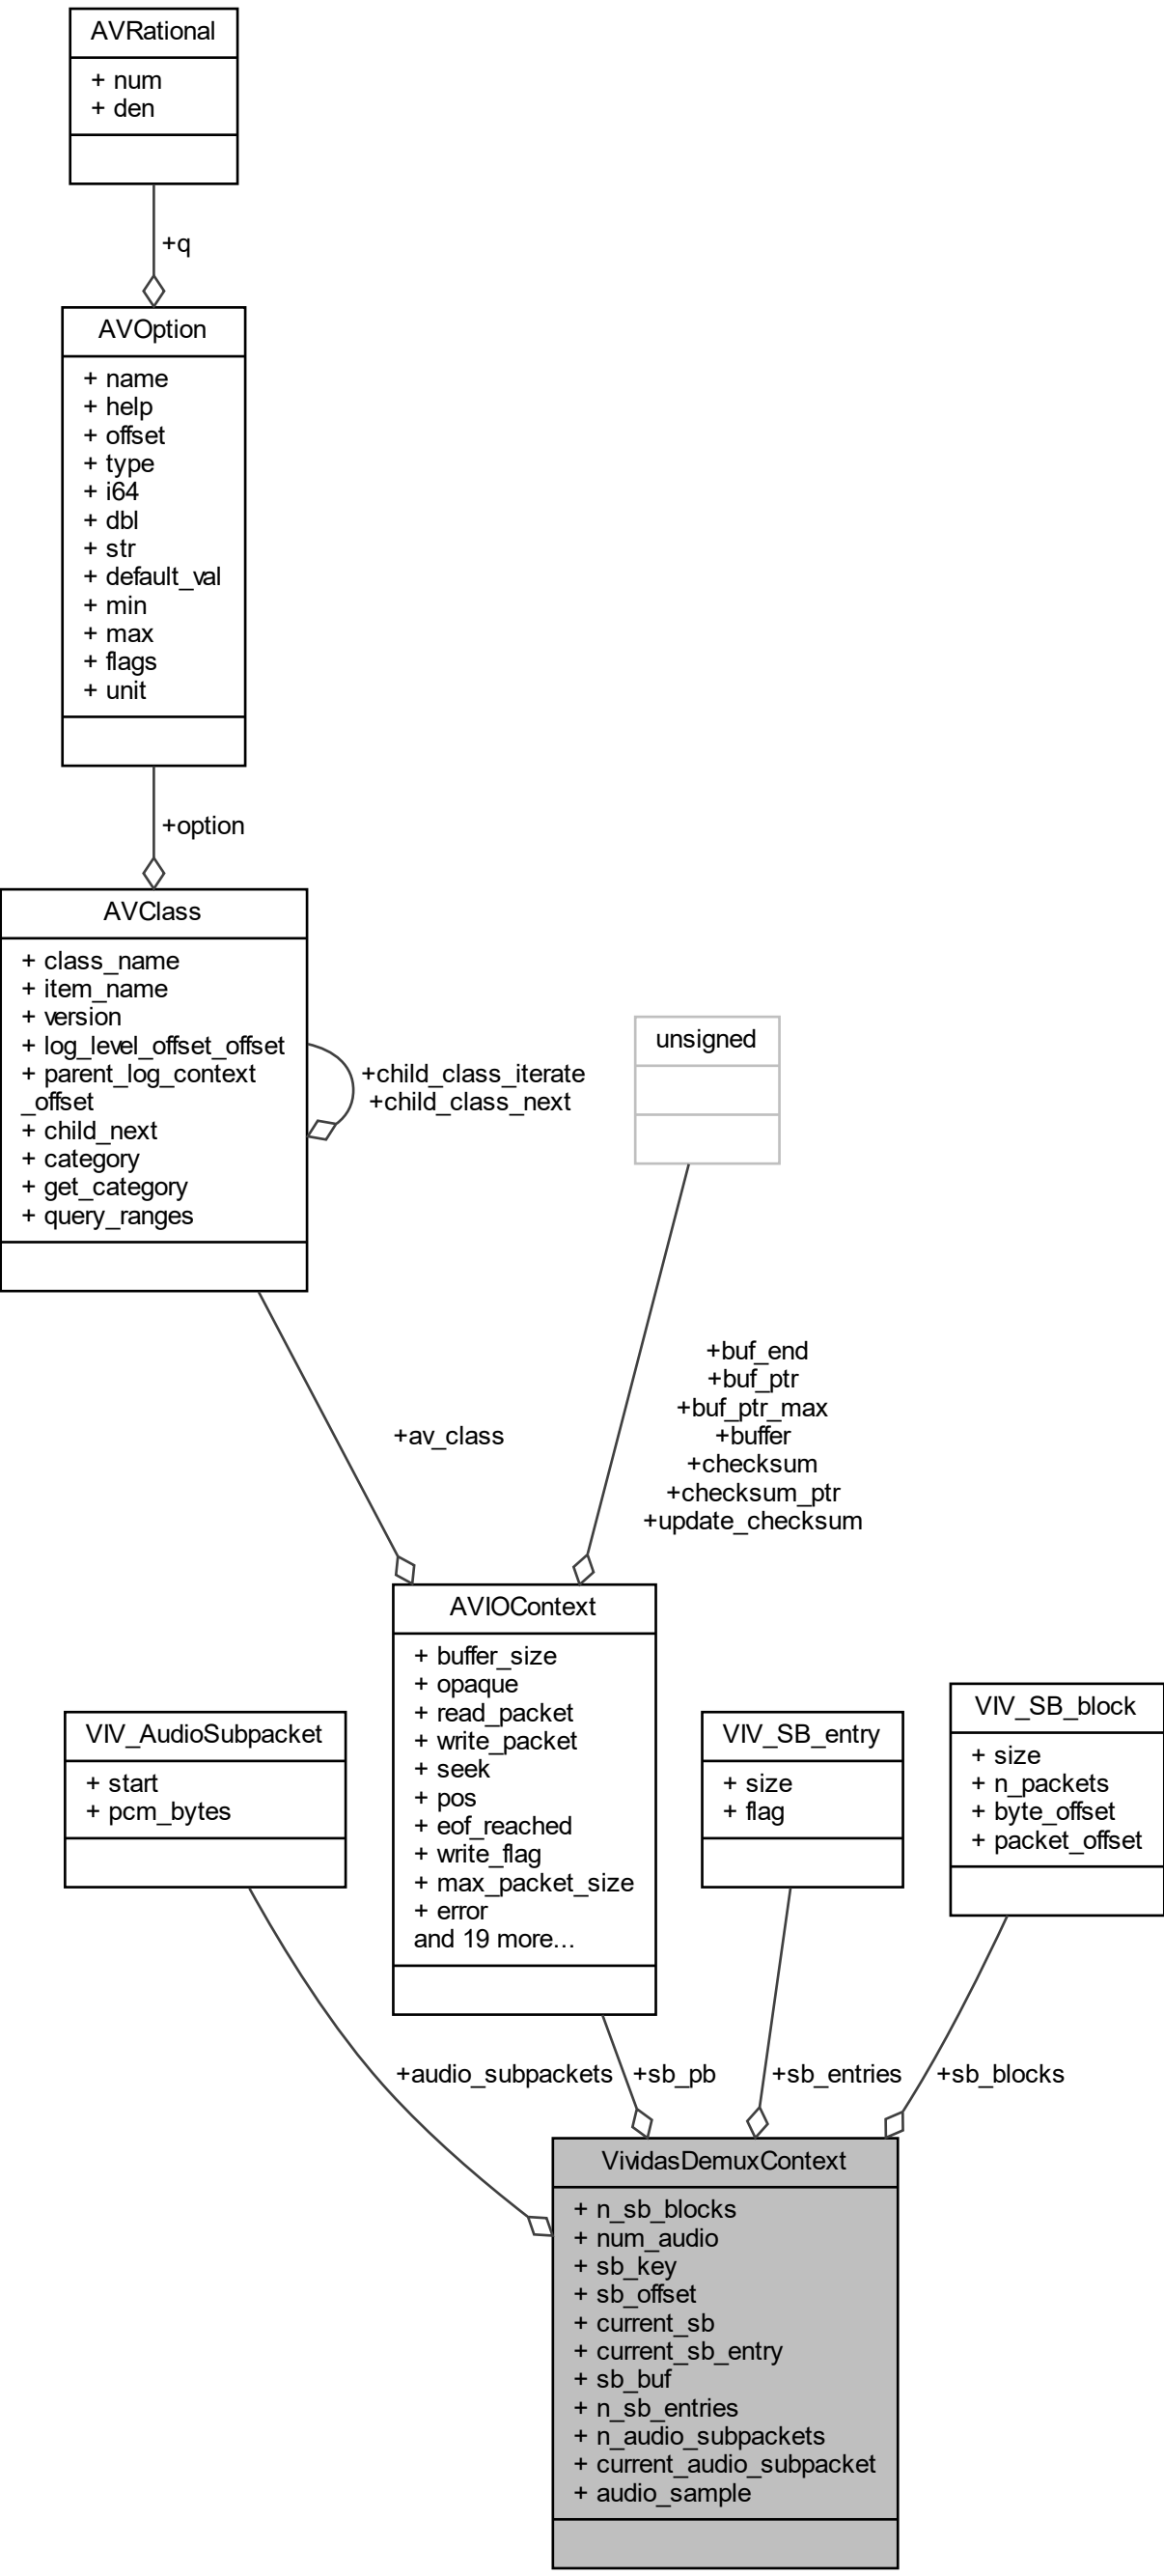 AVRational
+ num
+ den
+q
AVOption
+ name
+ help
+ offset
+ type
+ i64
+ dbl
+ str
+ default_val
+ min
+ max
+ flags
+ unit
+option
AVClass
+ class_name
+ item_name
+ version
+ log_level_offset_offset
+ parent_log_context
_offset
+ child_next
+ category
+ get_category
+ query_ranges
+child_class_iterate
+child_class_next
unsigned
+av_class
+buf_end
+buf_ptr
+buf_ptr_max
+buffer
+checksum
+checksum_ptr
+update_checksum
AVIOContext
+ buffer_size
+ opaque
+ read_packet
+ write_packet
+ seek
+ pos
+ eof_reached
+ write_flag
+ max_packet_size
+ error
and 19 more...
VIV_AudioSubpacket
+ start
+ pcm_bytes
VIV_SB_entry
+ size
+ flag
VIV_SB_block
+ size
+ n_packets
+ byte_offset
+ packet_offset
+audio_subpackets
+sb_pb
+sb_entries
+sb_blocks
VividasDemuxContext
+ n_sb_blocks
+ num_audio
+ sb_key
+ sb_offset
+ current_sb
+ current_sb_entry
+ sb_buf
+ n_sb_entries
+ n_audio_subpackets
+ current_audio_subpacket
+ audio_sample